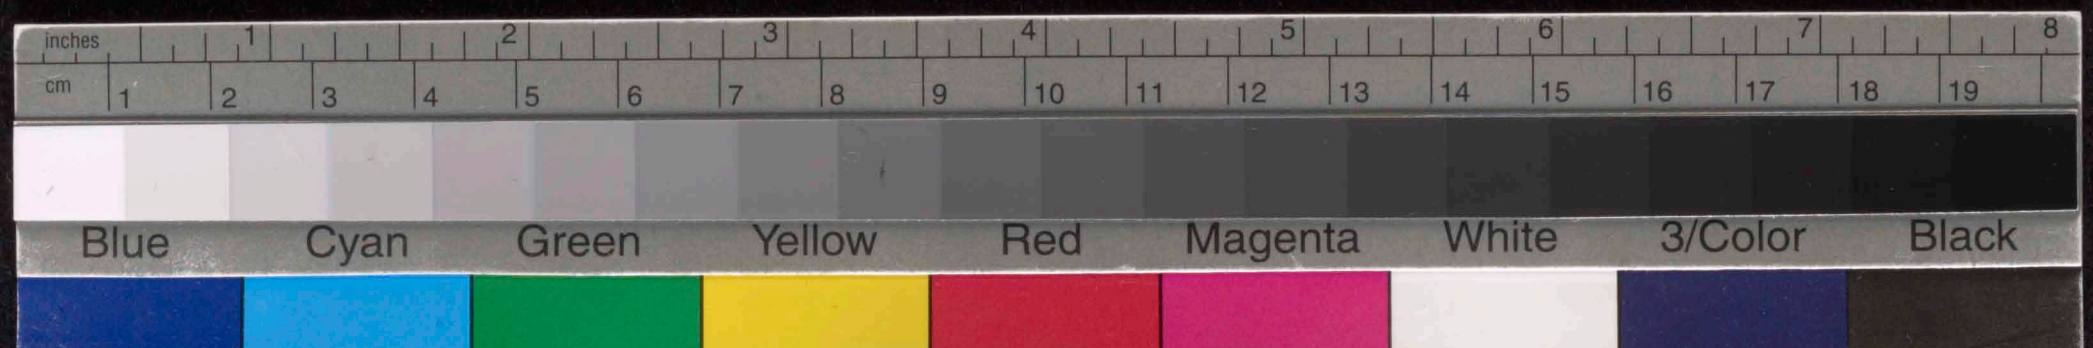 inches 1 2 3 4 5 6 7 8
cm 1 2 3 4 5 6 7 8 9 10 11 12 13 14 15 16 17 18 19
Blue Cyan Green Yellow Red Magenta White 3/Color Black